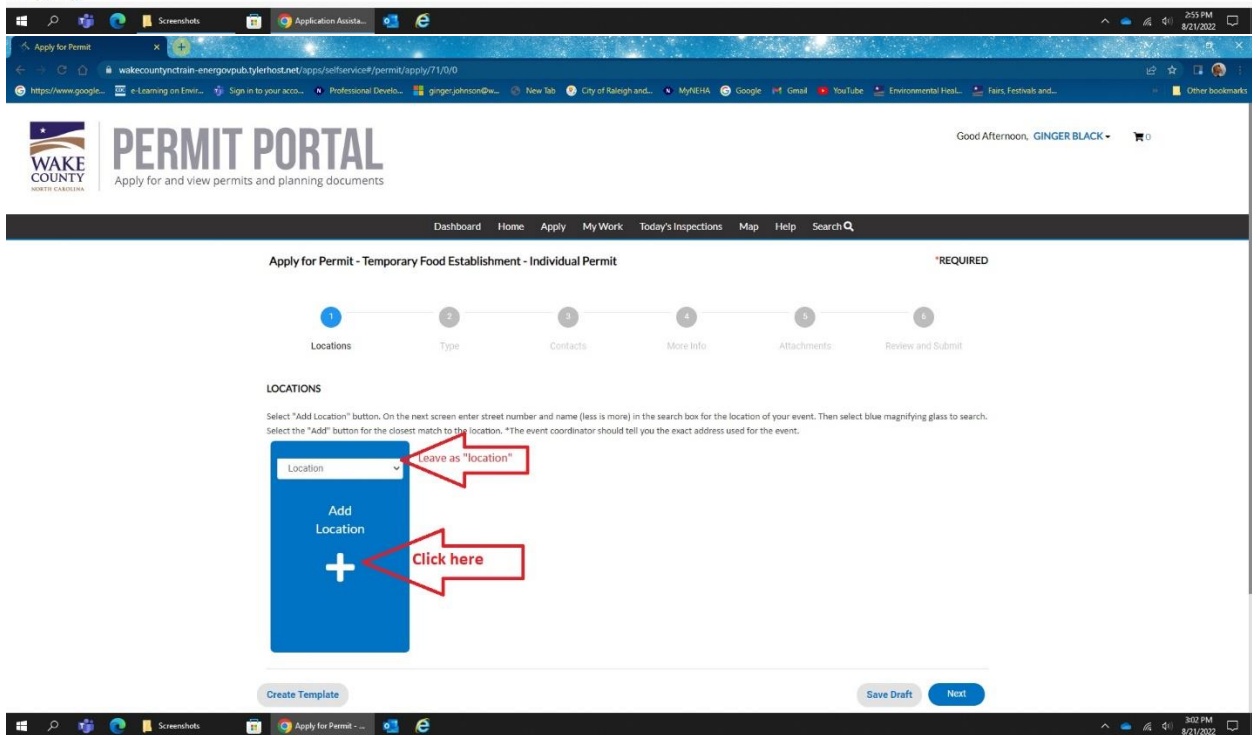 Screenshots
Application Assista...
2:55 PM
8/21/2022
Apply for Permit
wakecountynctrain-energovpub.tylerhost.net/apps/selfservice#/permit/apply/71/0/0
https://www.google... e-Learning on Envir... Sign in to your acco... Professional Develo... ginger.johnson@w... New Tab City of Raleigh and... MyNEHA Google Gmail YouTube Environmental Heal... Fairs, Festivals and... Other bookmarks
WAKE
COUNTY
NORTH CAROLINA
PERMIT PORTAL
Apply for and view permits and planning documents
Good Afternoon, GINGER BLACK
0
Dashboard Home Apply My Work Today's Inspections Map Help Search
Apply for Permit - Temporary Food Establishment - Individual Permit
*REQUIRED
1 2 3 4 5 6
Locations Type Contacts More Info Attachments Review and Submit
LOCATIONS
Select "Add Location" button. On the next screen enter street number and name (less is more) in the search box for the location of your event. Then select blue magnifying glass to search.
Select the "Add" button for the closest match to the location. *The event coordinator should tell you the exact address used for the event.
Location
Leave as "location"
Add
Location
Click here
Create Template
Save Draft
Next
Screenshots
Apply for Permit - ...
3:02 PM
8/21/2022